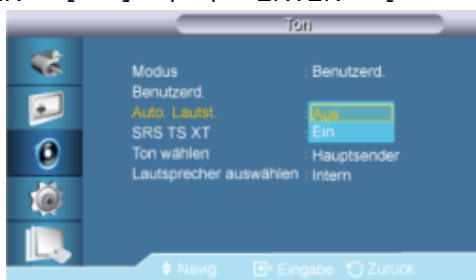 Ton
Modus : Benutzerd.
Benutzerd.
Auto. Lautst. : Aus
SRS TS XT : Ein
Ton wählen : Hauptsender
Lautsprecher auswählen : Intern
Navig. Eingabe Zurück